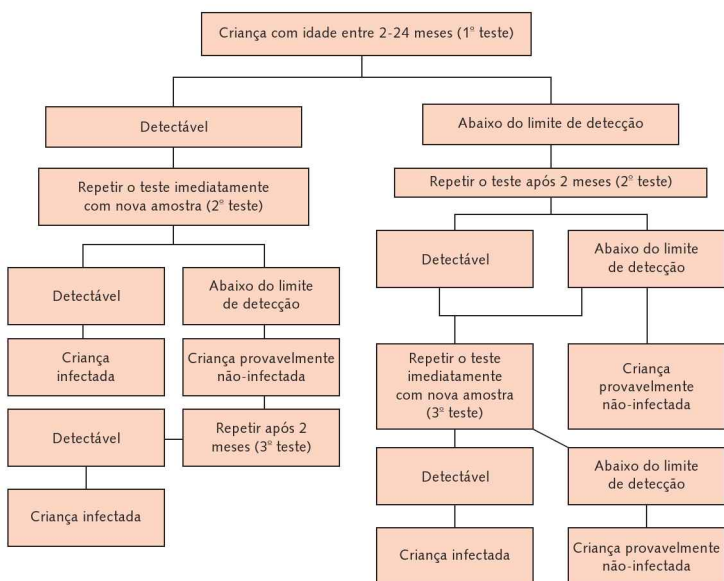 Criança com idade entre 2-24 meses (1º teste)
Detectável
Abaixo do limite de detecção
Repetir o teste imediatamente
com nova amostra (2º teste)
Repetir o teste após 2 meses (2º teste)
Detectável
Abaixo do limite
de detecção
Detectável
Abaixo do limite
de detecção
Criança
infectada
Criança provavelmente
não-infectada
Repetir o teste
imediatamente
com nova amostra
(3º teste)
Criança
provavelmente
não-infectada
Detectável
Repetir após 2
meses (3º teste)
Detectável
Abaixo do limite
de detecção
Criança infectada
Criança infectada
Criança provavelmente
não-infectada